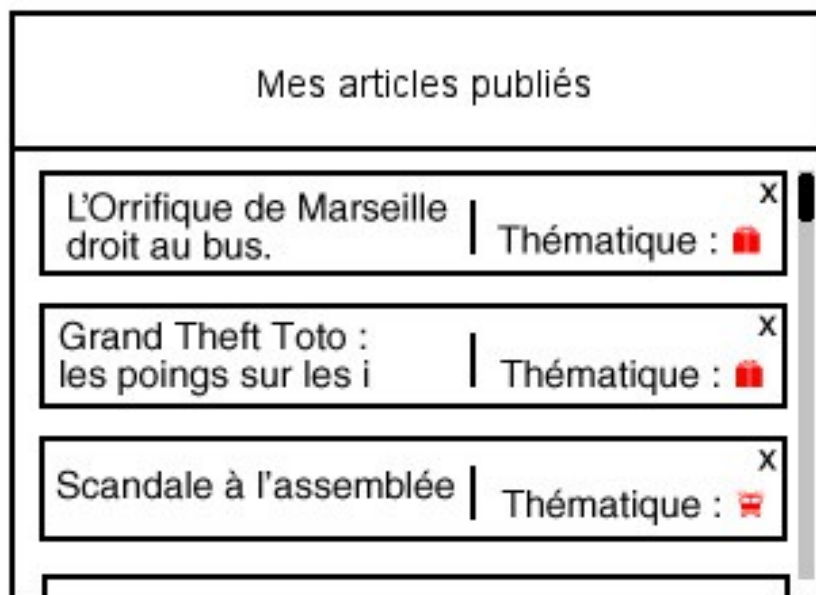 Mes articles publiés
x
L'Orrifique de Marseille
droit au bus.
Thématique :
x
Grand Theft Toto :
les poings sur les i
Thématique :
x
Scandale à l'assemblée
Thématique :